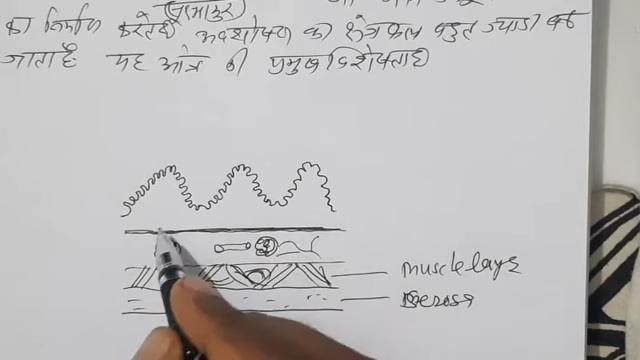 का निर्माण करते है अवशोषण का क्षेत्रफल बहुत ज्यादा बढ
जाता है यह आंत्र की प्रमुख विशेषता है
muscle layer
serosa